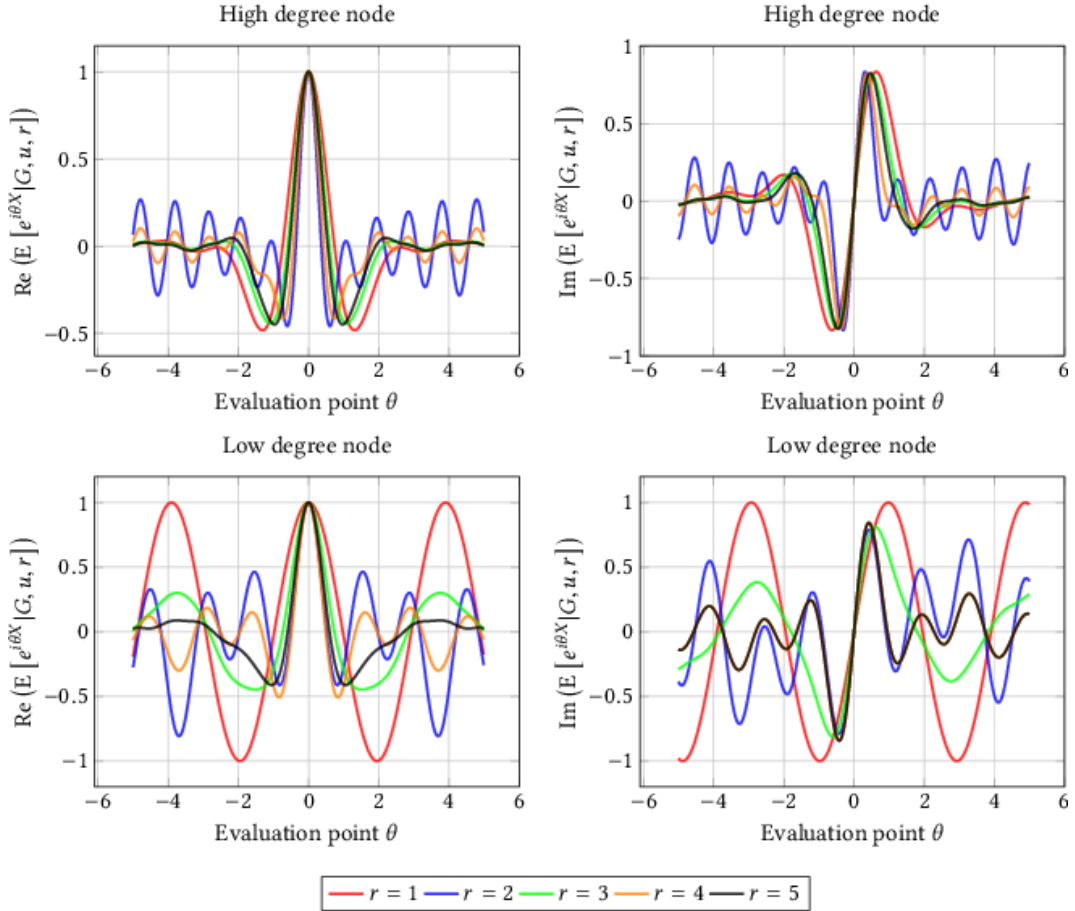 High degree node
Re (E [e^{iθX}|G, u, r])
1
0.5
0
−0.5
−6 −4 −2 0 2 4 6
Evaluation point θ
High degree node
Im (E [e^{iθX}|G, u, r])
1
0.5
0
−0.5
−1
−6 −4 −2 0 2 4 6
Evaluation point θ
Low degree node
Re (E [e^{iθX}|G, u, r])
1
0.5
0
−0.5
−1
−6 −4 −2 0 2 4 6
Evaluation point θ
Low degree node
Im (E [e^{iθX}|G, u, r])
1
0.5
0
−0.5
−1
−6 −4 −2 0 2 4 6
Evaluation point θ
r = 1 r = 2 r = 3 r = 4 r = 5